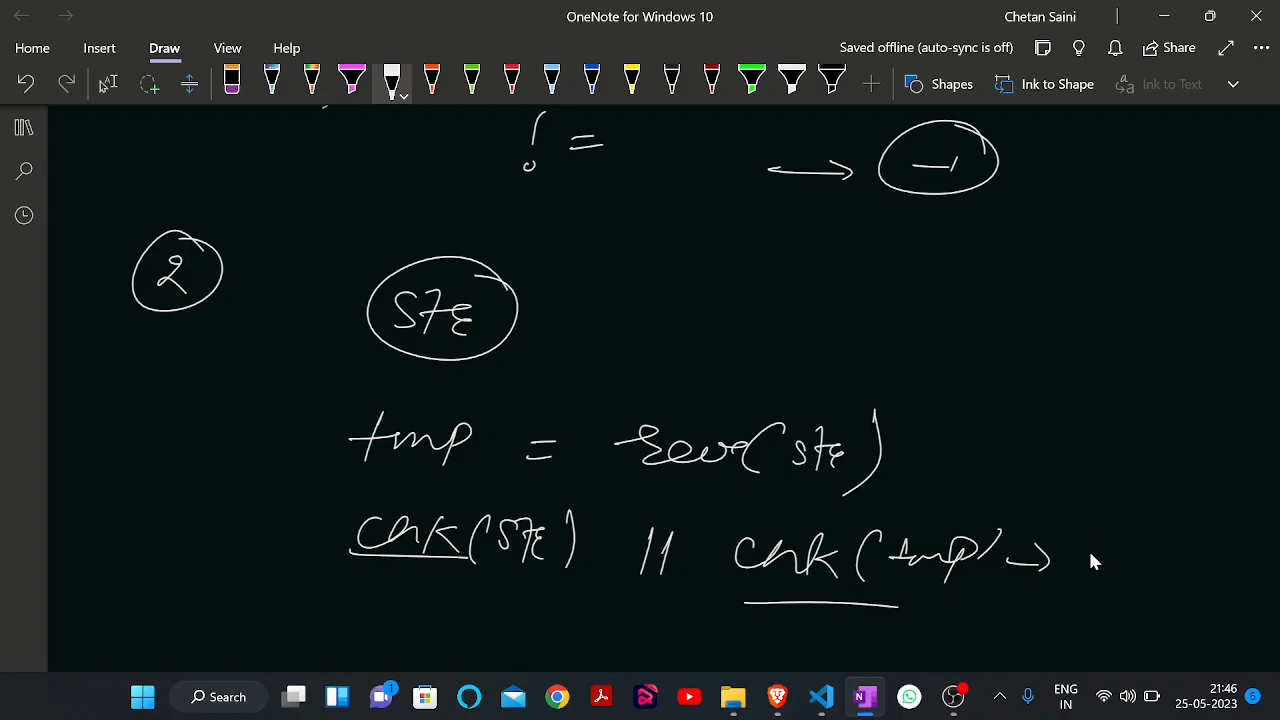 OneNote for Windows 10
Chetan Saini
Home Insert Draw View Help
Saved offline (auto-sync is off)
Share
Shapes
Ink to Shape
Ink to Text
! =
→ -1
2
str
tmp = rev(str)
chk(str) || chk(tmp) →
Search
ENG
IN
21:46
25-05-2023